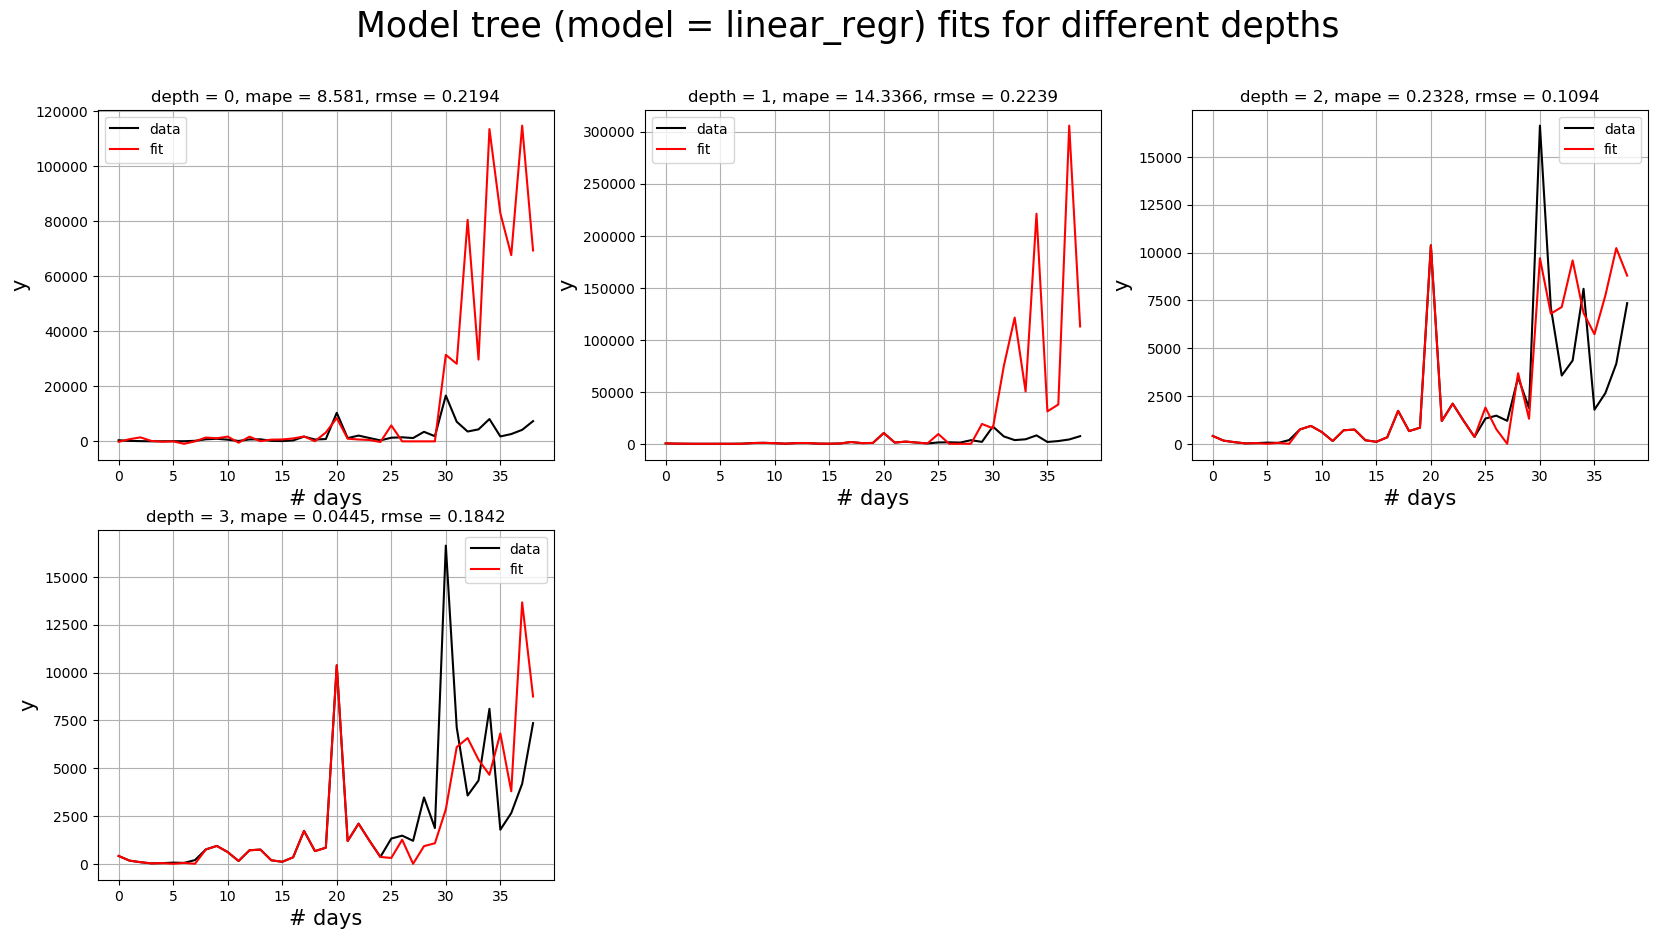 Model tree (model = linear_regr) fits for different depths
depth = 0, mape = 8.581, rmse = 0.2194
data
fit
120000
100000
80000
60000
40000
20000
0
y
0 5 10 15 20 25 30 35
# days
depth = 1, mape = 14.3366, rmse = 0.2239
data
fit
300000
250000
200000
150000
100000
50000
0
y
0 5 10 15 20 25 30 35
# days
depth = 2, mape = 0.2328, rmse = 0.1094
data
fit
15000
12500
10000
7500
5000
2500
0
y
0 5 10 15 20 25 30 35
# days
depth = 3, mape = 0.0445, rmse = 0.1842
data
fit
15000
12500
10000
7500
5000
2500
0
y
0 5 10 15 20 25 30 35
# days